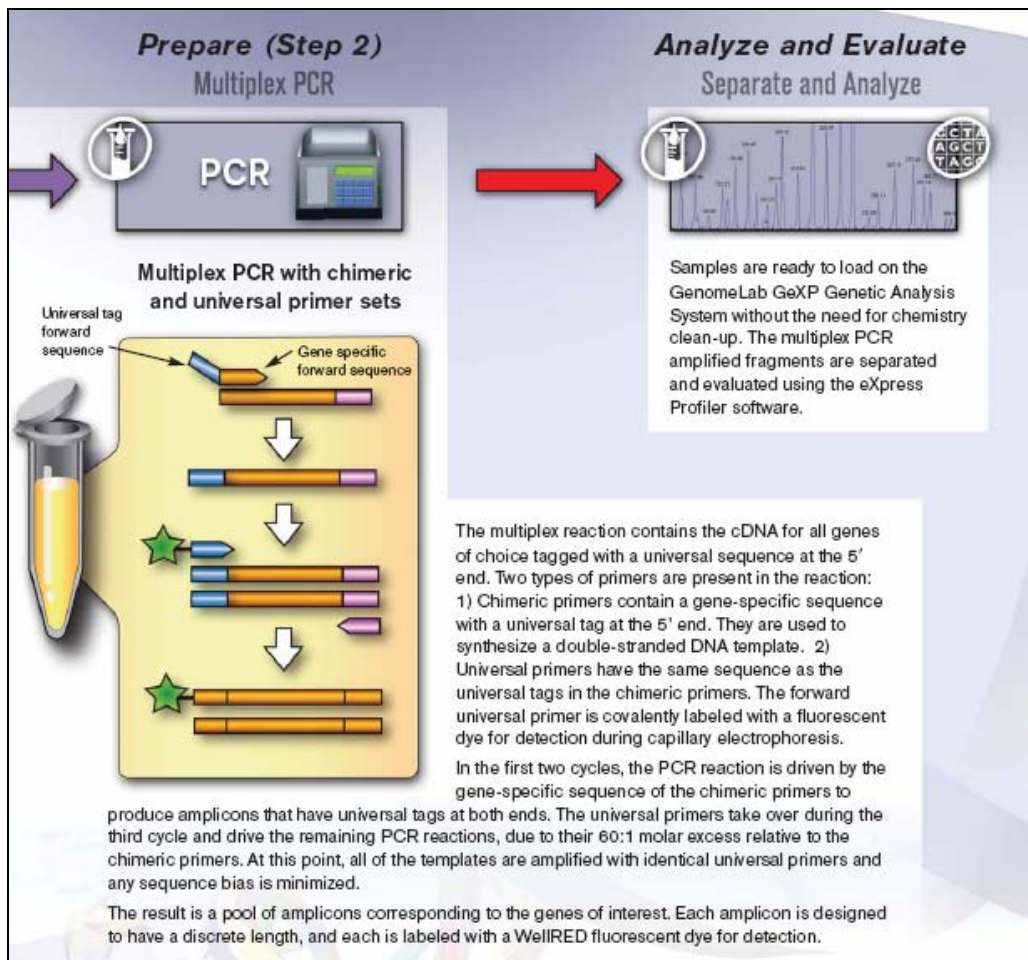 Prepare (Step 2)
Multiplex PCR
Analyze and Evaluate
Separate and Analyze
PCR
GCTA
AGCT
TAGC
Multiplex PCR with chimeric
and universal primer sets
Universal tag
forward
sequence
Gene specific
forward sequence
Samples are ready to load on the
GenomeLab GeXP Genetic Analysis
System without the need for chemistry
clean-up. The multiplex PCR
amplified fragments are separated
and evaluated using the eXpress
Profiler software.
The multiplex reaction contains the cDNA for all genes
of choice tagged with a universal sequence at the 5′
end. Two types of primers are present in the reaction:
1) Chimeric primers contain a gene-specific sequence
with a universal tag at the 5' end. They are used to
synthesize a double-stranded DNA template. 2)
Universal primers have the same sequence as the
universal tags in the chimeric primers. The forward
universal primer is covalently labeled with a fluorescent
dye for detection during capillary electrophoresis.
In the first two cycles, the PCR reaction is driven by the
gene-specific sequence of the chimeric primers to
produce amplicons that have universal tags at both ends. The universal primers take over during the
third cycle and drive the remaining PCR reactions, due to their 60:1 molar excess relative to the
chimeric primers. At this point, all of the templates are amplified with identical universal primers and
any sequence bias is minimized.
The result is a pool of amplicons corresponding to the genes of interest. Each amplicon is designed
to have a discrete length, and each is labeled with a WellRED fluorescent dye for detection.